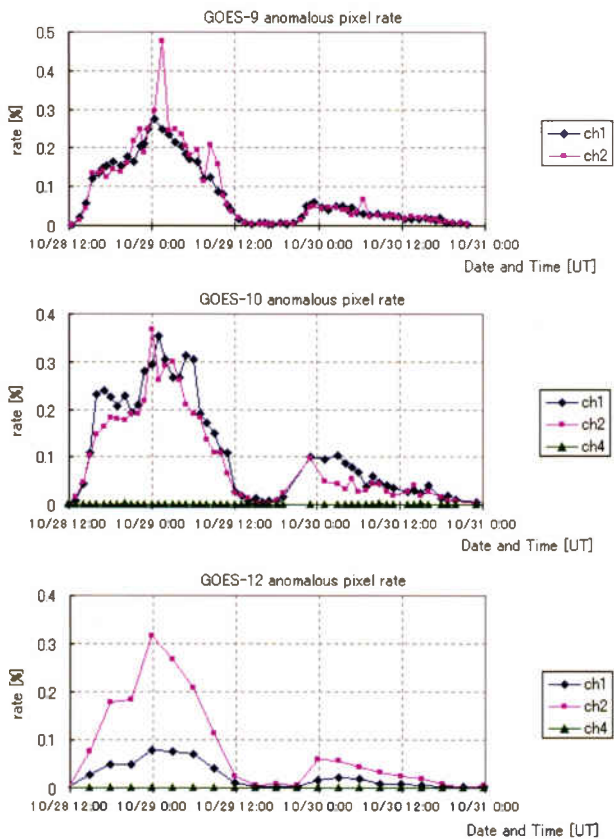 GOES-9 anomalous pixel rate
0.5
0.4
0.3
0.2
0.1
0
rate [%]
10/28 12:00 10/29 0:00 10/29 12:00 10/30 0:00 10/30 12:00 10/31 0:00
Date and Time [UT]
ch1
ch2
GOES-10 anomalous pixel rate
0.4
0.3
0.2
0.1
0
rate [%]
10/28 12:00 10/29 0:00 10/29 12:00 10/30 0:00 10/30 12:00 10/31 0:00
Date and Time [UT]
ch1
ch2
ch4
GOES-12 anomalous pixel rate
0.4
0.3
0.2
0.1
0
rate [%]
10/28 12:00 10/29 0:00 10/29 12:00 10/30 0:00 10/30 12:00 10/31 0:00
Date and Time [UT]
ch1
ch2
ch4